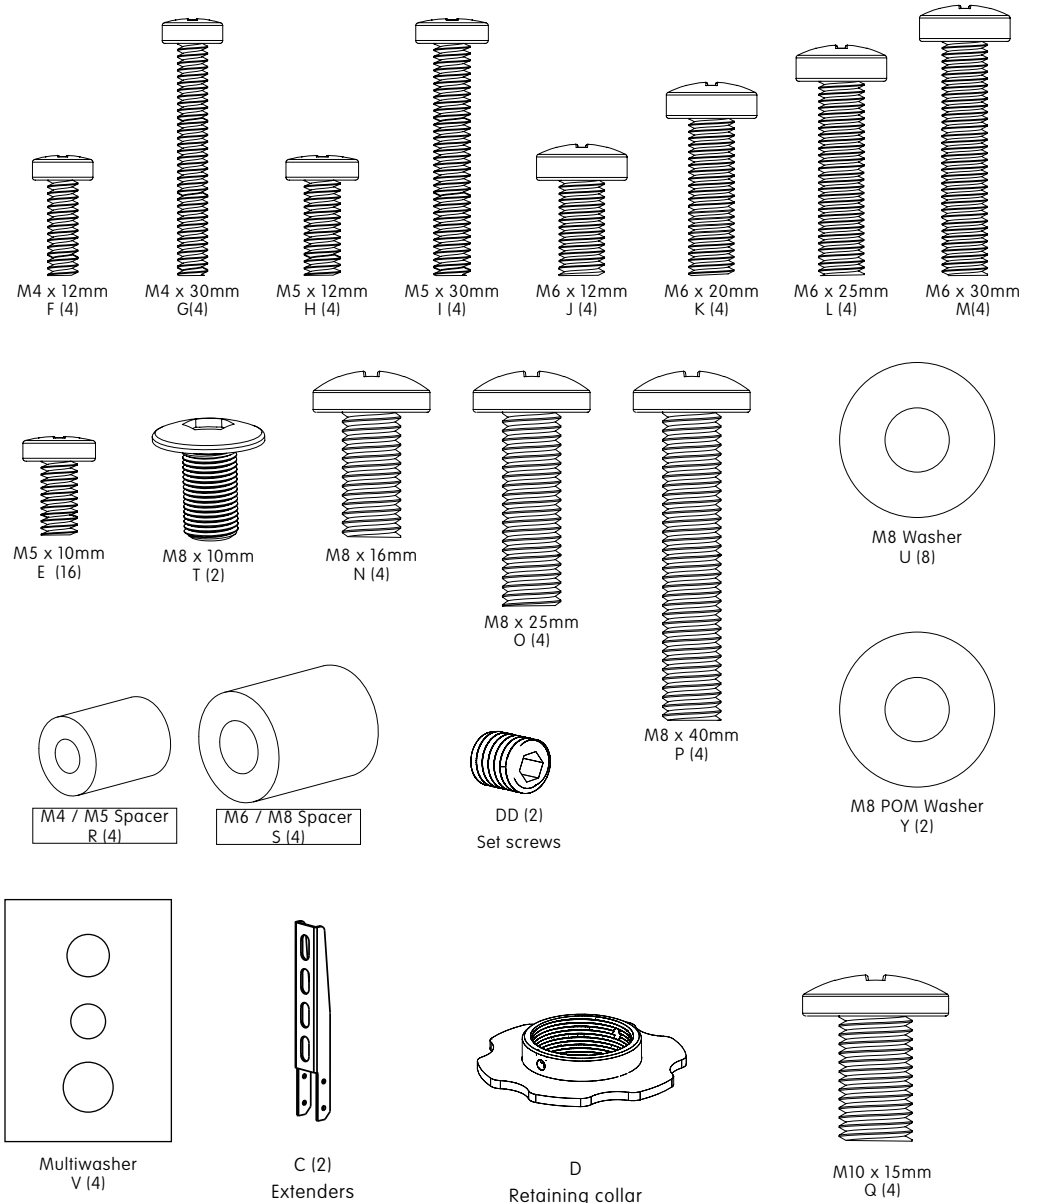 M4 x 12mm
F (4)
M4 x 30mm
G(4)
M5 x 12mm
H (4)
M5 x 30mm
I (4)
M6 x 12mm
J (4)
M6 x 20mm
K (4)
M6 x 25mm
L (4)
M6 x 30mm
M(4)
M5 x 10mm
E (16)
M8 x 10mm
T (2)
M8 x 16mm
N (4)
M8 x 25mm
O (4)
M8 x 40mm
P (4)
M8 Washer
U (8)
M4 / M5 Spacer
R (4)
M6 / M8 Spacer
S (4)
DD (2)
Set screws
M8 POM Washer
Y (2)
Multiwasher
V (4)
C (2)
Extenders
D
Retaining collar
M10 x 15mm
Q (4)